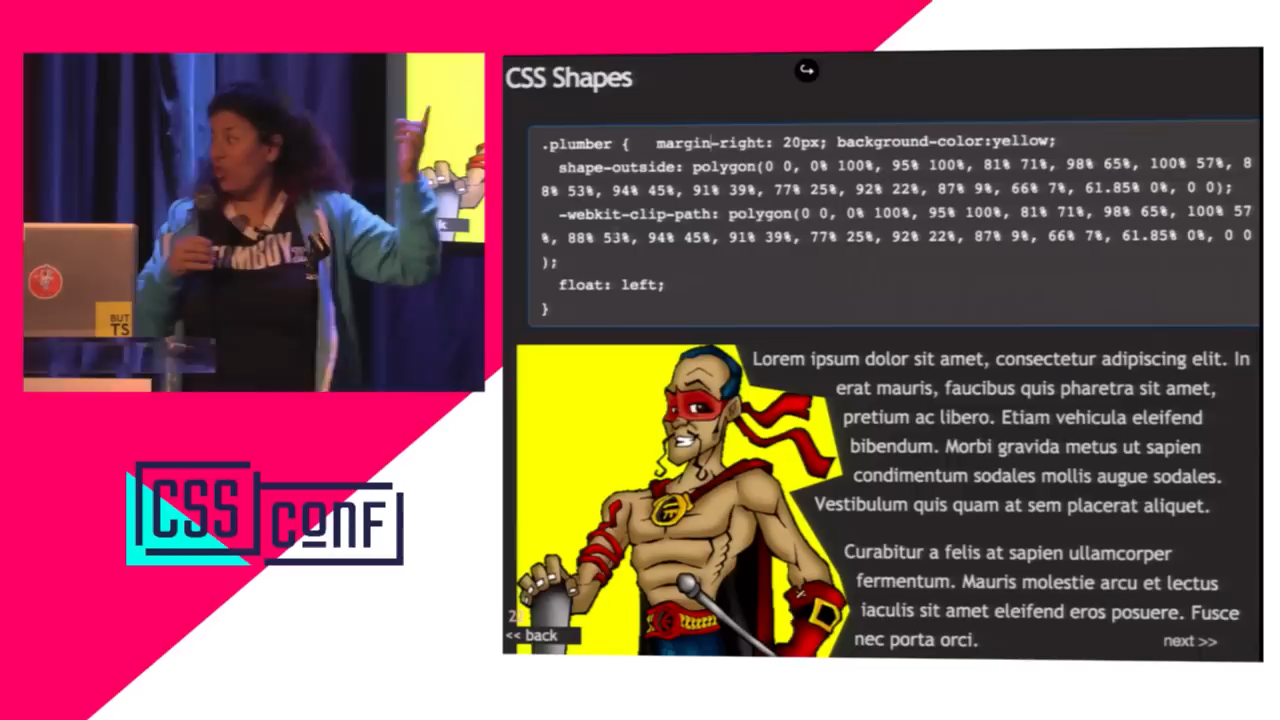 CSS Shapes
.plumber {   margin-right: 20px; background-color:yellow;
shape-outside: polygon(0 0, 0% 100%, 95% 100%, 81% 71%, 98% 65%, 100% 57%, 8
8% 53%, 94% 45%, 91% 39%, 77% 25%, 92% 22%, 87% 9%, 66% 7%, 61.85% 0%, 0 0);
-webkit-clip-path: polygon(0 0, 0% 100%, 95% 100%, 81% 71%, 98% 65%, 100% 57
%, 88% 53%, 94% 45%, 91% 39%, 77% 25%, 92% 22%, 87% 9%, 66% 7%, 61.85% 0%, 0 0
);
float: left;
}
Lorem ipsum dolor sit amet, consectetur adipiscing elit. In
erat mauris, faucibus quis pharetra sit amet,
pretium ac libero. Etiam vehicula eleifend
bibendum. Morbi gravida metus ut sapien
condimentum sodales mollis augue sodales.
Vestibulum quis quam at sem placerat aliquet.
Curabitur a felis at sapien ullamcorper
fermentum. Mauris molestie arcu et lectus
iaculis sit amet eleifend eros posuere. Fusce
nec porta orci.
<< back
next >>
TOMBOY
BUT
TS
CSS
CONF